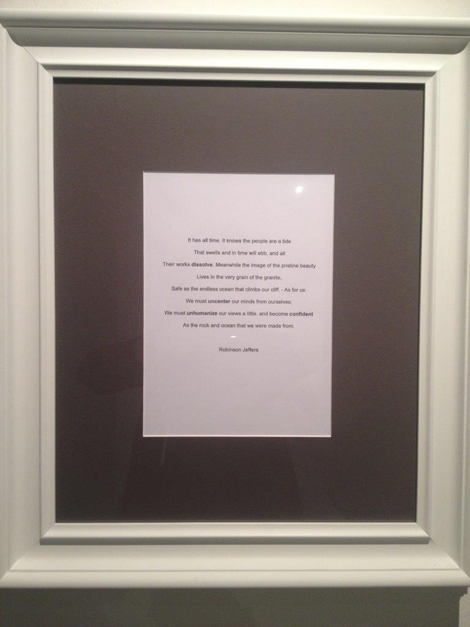 It has all time. It knows the people are a tide
That swells and in time will ebb, and all
Their works dissolve. Meanwhile the image of the pristine beauty
Lives in the very grain of the granite,
Safe as the endless ocean that climbs our cliff. - As for us:
We must uncenter our minds from ourselves;
We must unhumanize our views a little, and become confident
As the rock and ocean that we were made from.
Robinson Jeffers